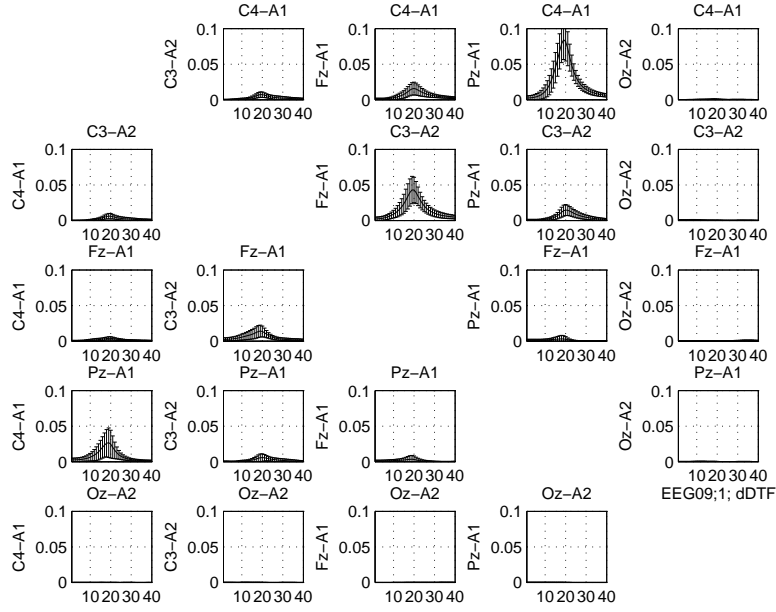 C4−A1 C4−A1 C4−A1 C4−A1
C3−A2 0.1 0.05 0 10 20 30 40
Fz−A1 0.1 0.05 0 10 20 30 40
Pz−A1 0.1 0.05 0 10 20 30 40
Oz−A2 0.1 0.05 0 10 20 30 40
C3−A2 C3−A2 C3−A2 C3−A2
C4−A1 0.1 0.05 0 10 20 30 40
Fz−A1 0.1 0.05 0 10 20 30 40
Pz−A1 0.1 0.05 0 10 20 30 40
Oz−A2 0.1 0.05 0 10 20 30 40
Fz−A1 Fz−A1 Fz−A1 Fz−A1
C4−A1 0.1 0.05 0 10 20 30 40
C3−A2 0.1 0.05 0 10 20 30 40
Pz−A1 0.1 0.05 0 10 20 30 40
Oz−A2 0.1 0.05 0 10 20 30 40
Pz−A1 Pz−A1 Pz−A1 Pz−A1
C4−A1 0.1 0.05 0 10 20 30 40
C3−A2 0.1 0.05 0 10 20 30 40
Fz−A1 0.1 0.05 0 10 20 30 40
Oz−A2 0.1 0.05 0 10 20 30 40
EEG09;1; dDTF
Oz−A2 Oz−A2 Oz−A2 Oz−A2
C4−A1 0.1 0.05 0 10 20 30 40
C3−A2 0.1 0.05 0 10 20 30 40
Fz−A1 0.1 0.05 0 10 20 30 40
Pz−A1 0.1 0.05 0 10 20 30 40